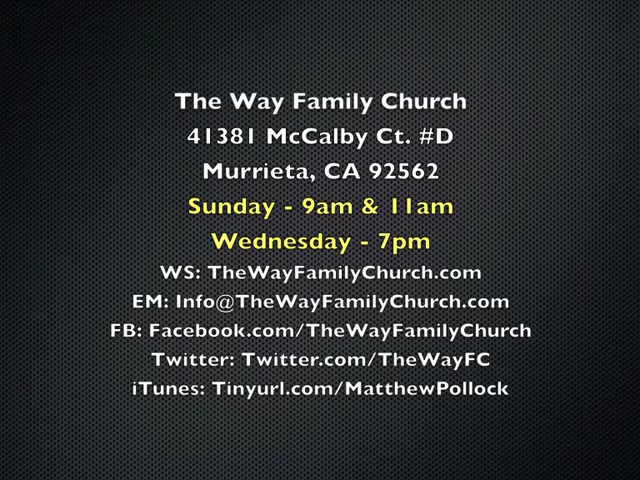 The Way Family Church
41381 McCalby Ct. #D
Murrieta, CA 92562
Sunday - 9am & 11am
Wednesday - 7pm
WS: TheWayFamilyChurch.com
EM: Info@TheWayFamilyChurch.com
FB: Facebook.com/TheWayFamilyChurch
Twitter: Twitter.com/TheWayFC
iTunes: Tinyurl.com/MatthewPollock